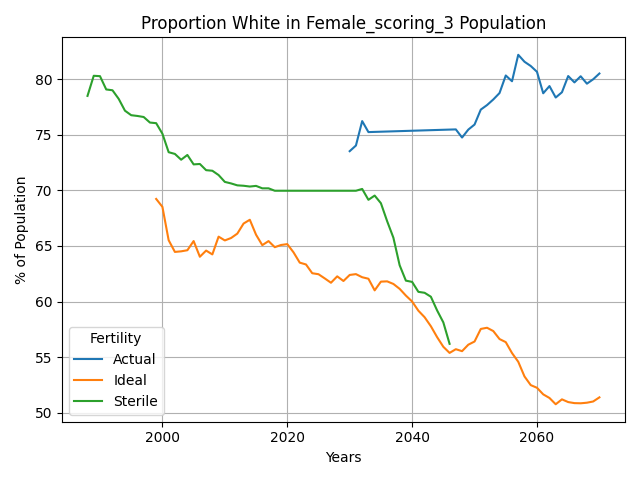 Proportion White in Female_scoring_3 Population
% of Population
80
75
70
65
60
55
50
Fertility
Actual
Ideal
Sterile
2000
2020
2040
2060
Years